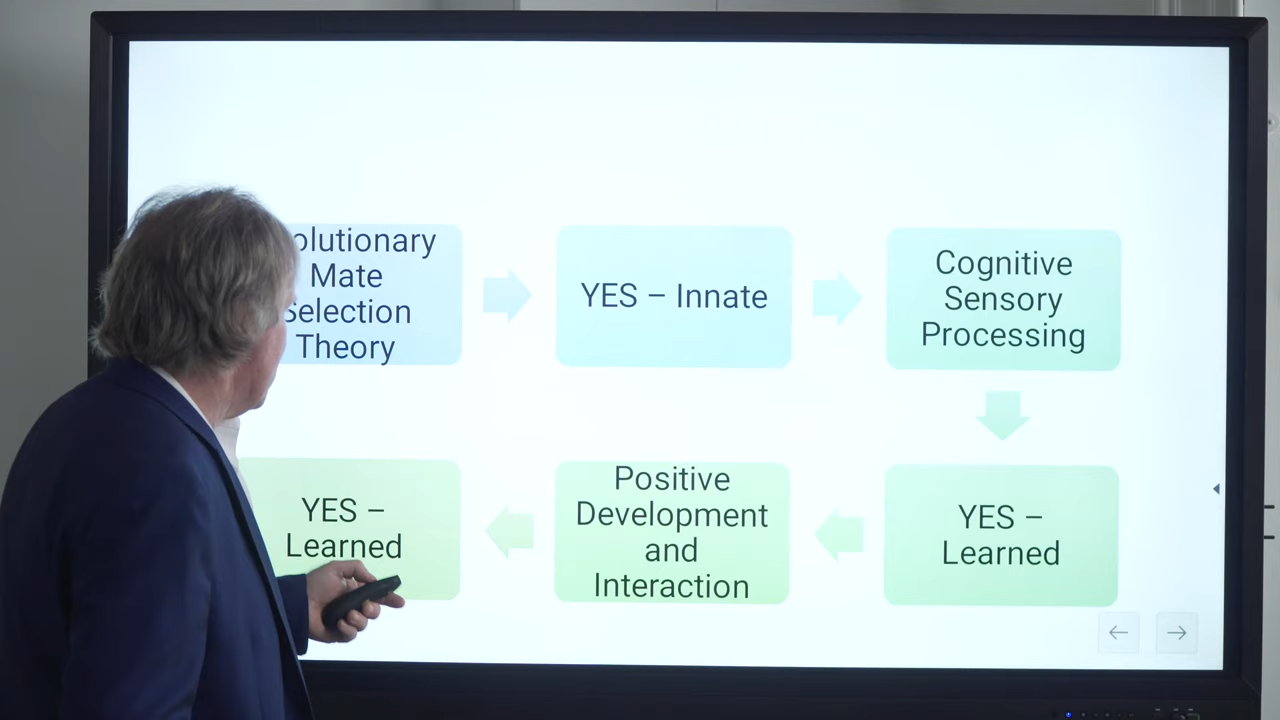 olutionary
Mate
Selection
Theory
YES – Innate
Cognitive
Sensory
Processing
YES –
Learned
Positive
Development
and
Interaction
YES –
Learned